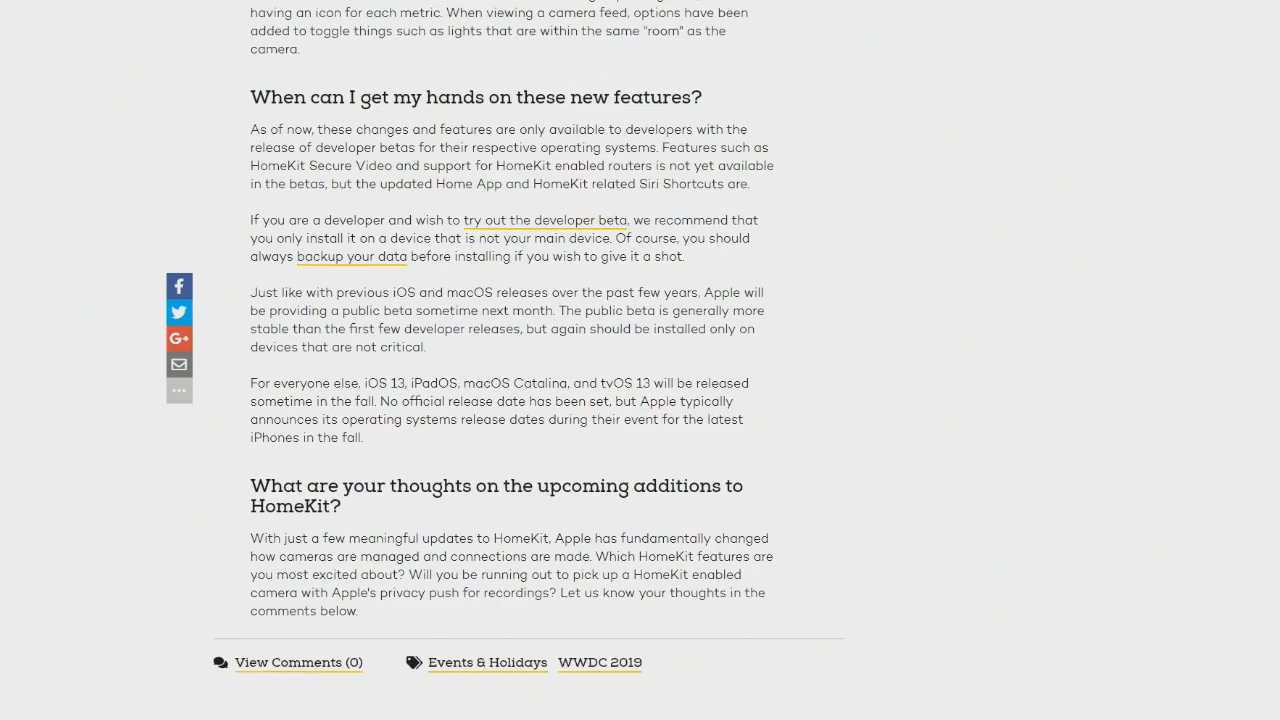 having an icon for each metric. When viewing a camera feed, options have been
added to toggle things such as lights that are within the same "room" as the
camera.
When can I get my hands on these new features?
As of now, these changes and features are only available to developers with the
release of developer betas for their respective operating systems. Features such as
HomeKit Secure Video and support for HomeKit enabled routers is not yet available
in the betas, but the updated Home App and HomeKit related Siri Shortcuts are.
If you are a developer and wish to try out the developer beta, we recommend that
you only install it on a device that is not your main device. Of course, you should
always backup your data before installing if you wish to give it a shot.
Just like with previous iOS and macOS releases over the past few years, Apple will
be providing a public beta sometime next month. The public beta is generally more
stable than the first few developer releases, but again should be installed only on
devices that are not critical.
For everyone else, iOS 13, iPadOS, macOS Catalina, and tvOS 13 will be released
sometime in the fall. No official release date has been set, but Apple typically
announces its operating systems release dates during their event for the latest
iPhones in the fall.
What are your thoughts on the upcoming additions to
HomeKit?
With just a few meaningful updates to HomeKit, Apple has fundamentally changed
how cameras are managed and connections are made. Which HomeKit features are
you most excited about? Will you be running out to pick up a HomeKit enabled
camera with Apple's privacy push for recordings? Let us know your thoughts in the
comments below.
View Comments (0) Events & Holidays WWDC 2019